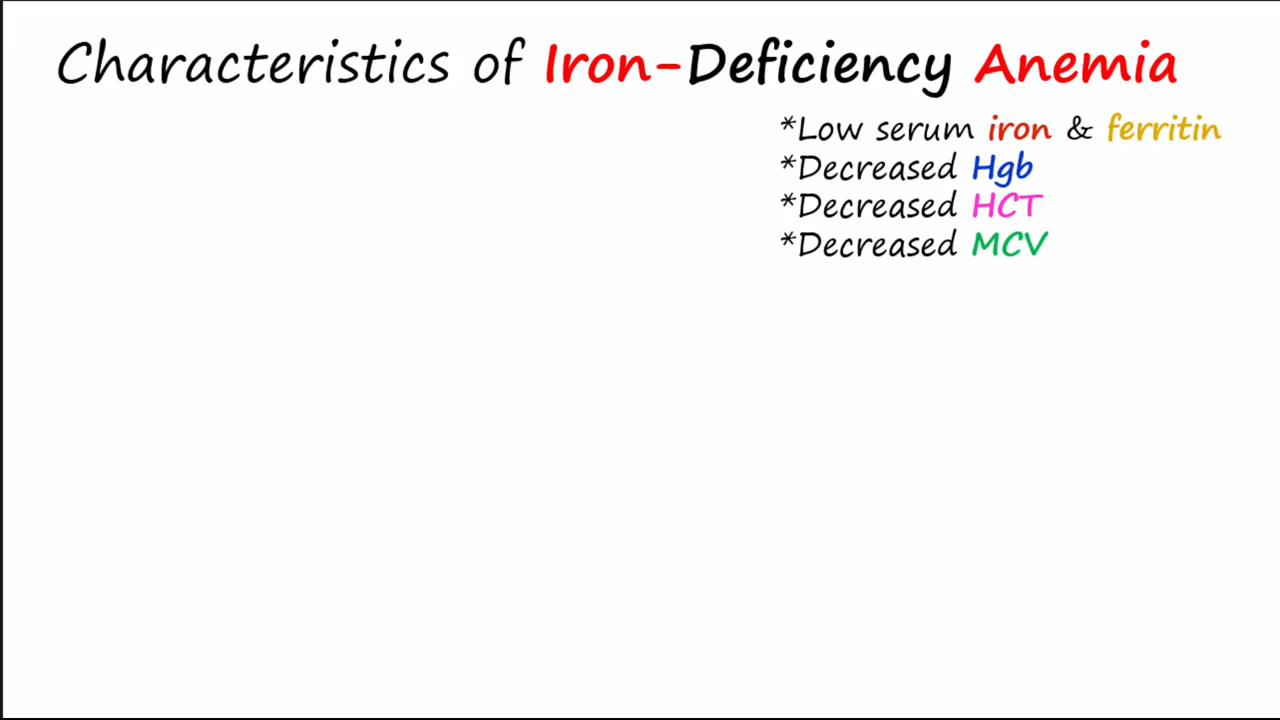 Characteristics of Iron-Deficiency Anemia
*Low serum iron & ferritin
*Decreased Hgb
*Decreased HCT
*Decreased MCV